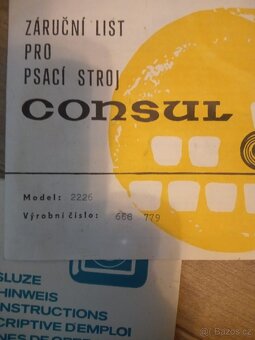 ZÁRUČNÍ LIST
PRO
PSACÍ STROJ
CONSUL
Model: 2226
Výrobní číslo: 668 779
SLUZE
HINWEIS
INSTRUCTIONS
CRIPTIVE D'EMPLOI
Bazos.cz